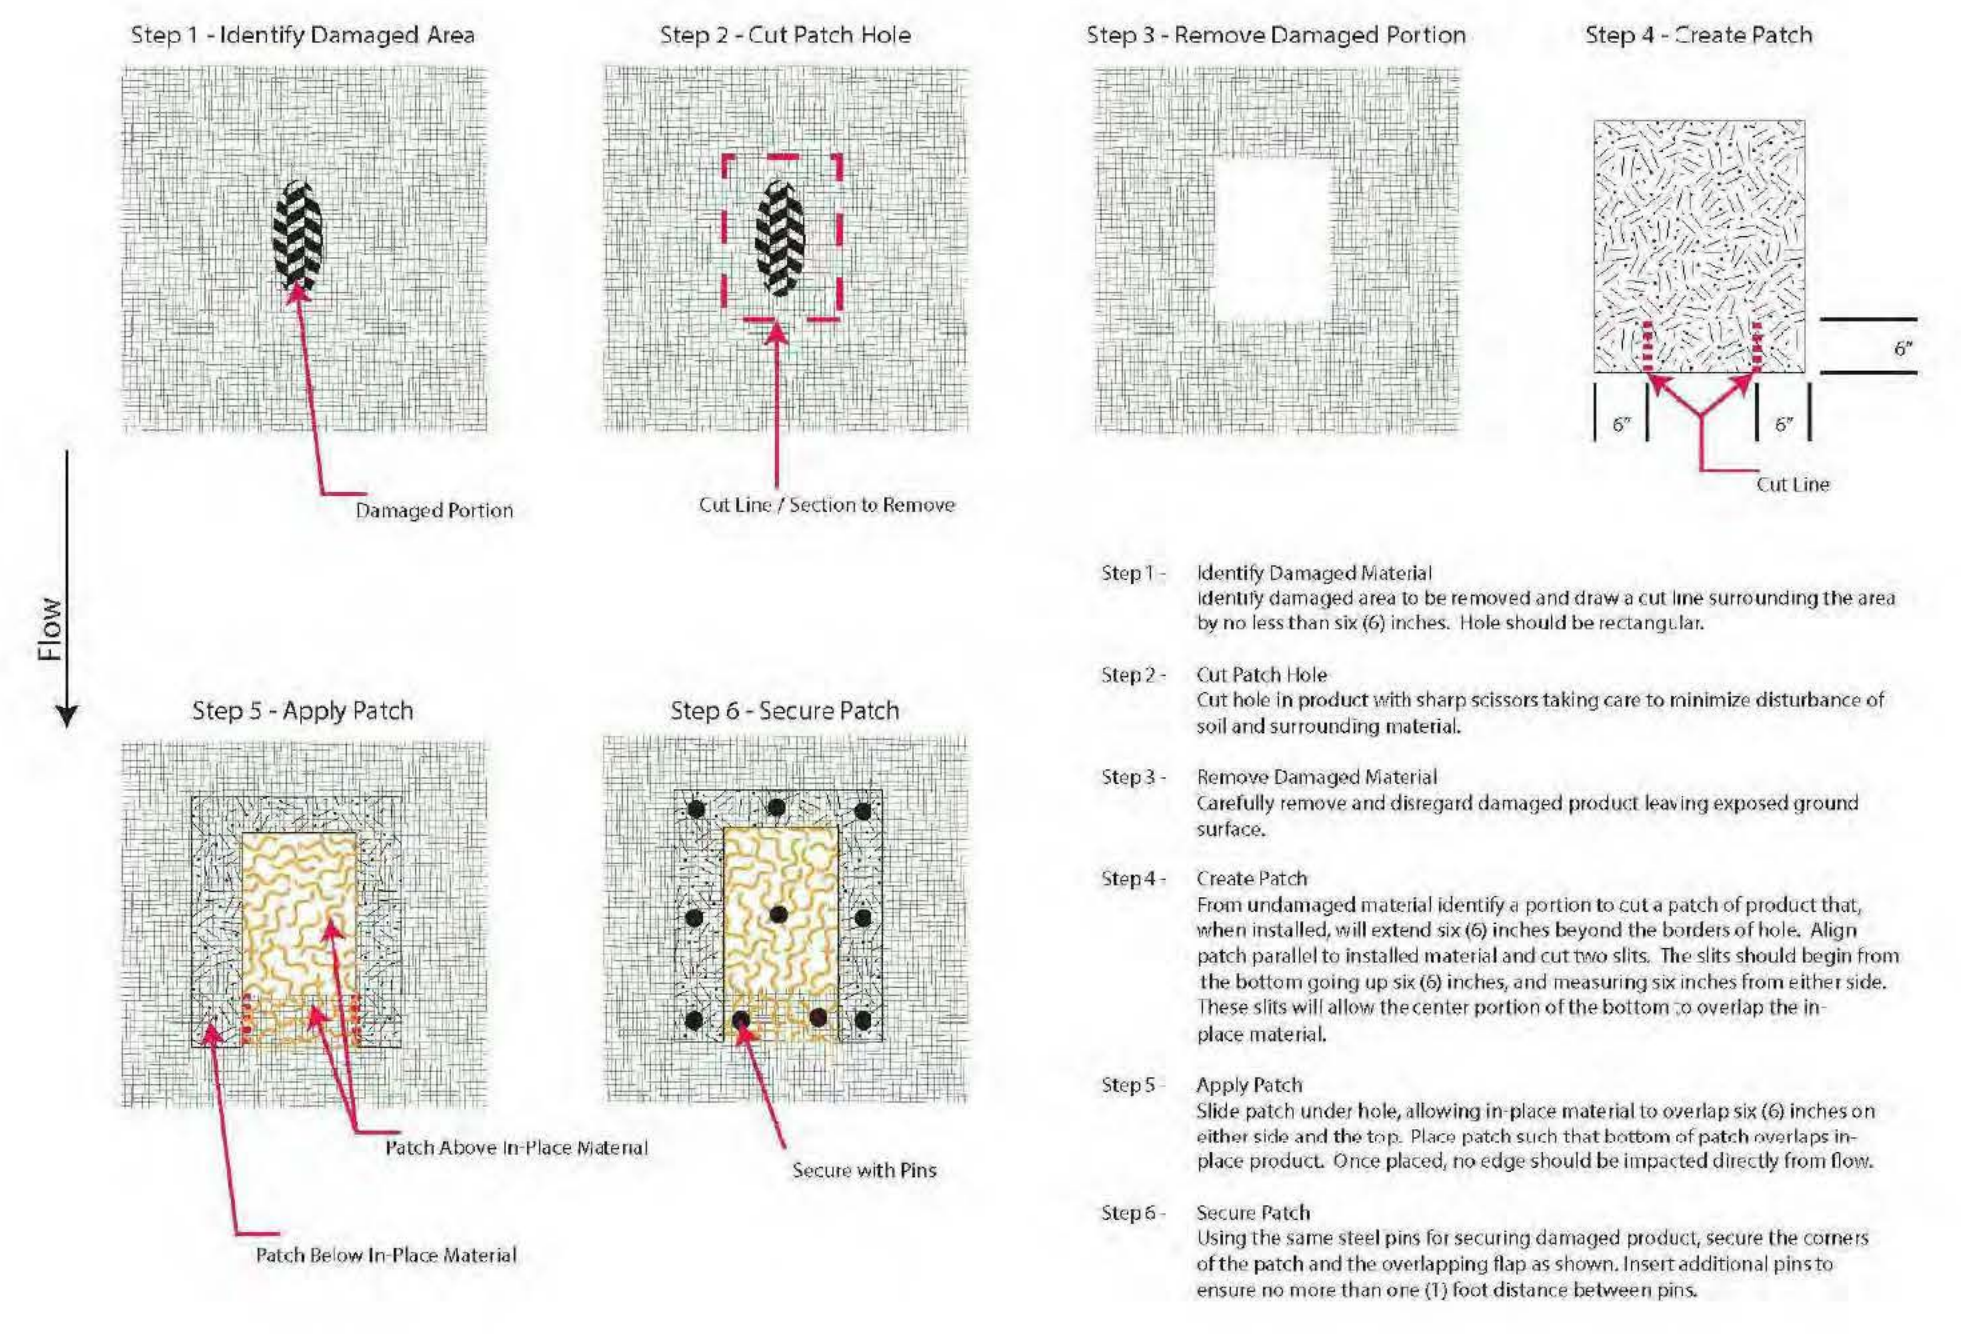 Step 1 - Identify Damaged Area
Step 2 - Cut Patch Hole
Step 3 - Remove Damaged Portion
Step 4 - Create Patch
6"
6"
6"
Cut Line
Damaged Portion
Cut Line / Section to Remove
Flow
Step 5 - Apply Patch
Step 6 - Secure Patch
Patch Above In-Place Material
Secure with Pins
Patch Below In-Place Material
Step 1 - Identify Damaged Material
Identify damaged area to be removed and draw a cut line surrounding the area
by no less than six (6) inches. Hole should be rectangular.
Step 2 - Cut Patch Hole
Cut hole in product with sharp scissors taking care to minimize disturbance of
soil and surrounding material.
Step 3 - Remove Damaged Material
Carefully remove and disregard damaged product leaving exposed ground
surface.
Step 4 - Create Patch
From undamaged material identify a portion to cut a patch of product that,
when installed, will extend six (6) inches beyond the borders of hole. Align
patch parallel to installed material and cut two slits. The slits should begin from
the bottom going up six (6) inches, and measuring six inches from either side.
These slits will allow the center portion of the bottom to overlap the in-
place material.
Step 5 - Apply Patch
Slide patch under hole, allowing in-place material to overlap six (6) inches on
either side and the top. Place patch such that bottom of patch overlaps in-
place product. Once placed, no edge should be impacted directly from flow.
Step 6 - Secure Patch
Using the same steel pins for securing damaged product, secure the corners
of the patch and the overlapping flap as shown. Insert additional pins to
ensure no more than one (1) foot distance between pins.